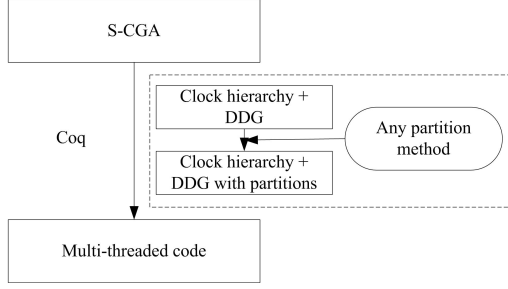 S-CGA
Clock hierarchy +
DDG
Any partition
method
Coq
Clock hierarchy +
DDG with partitions
Multi-threaded code